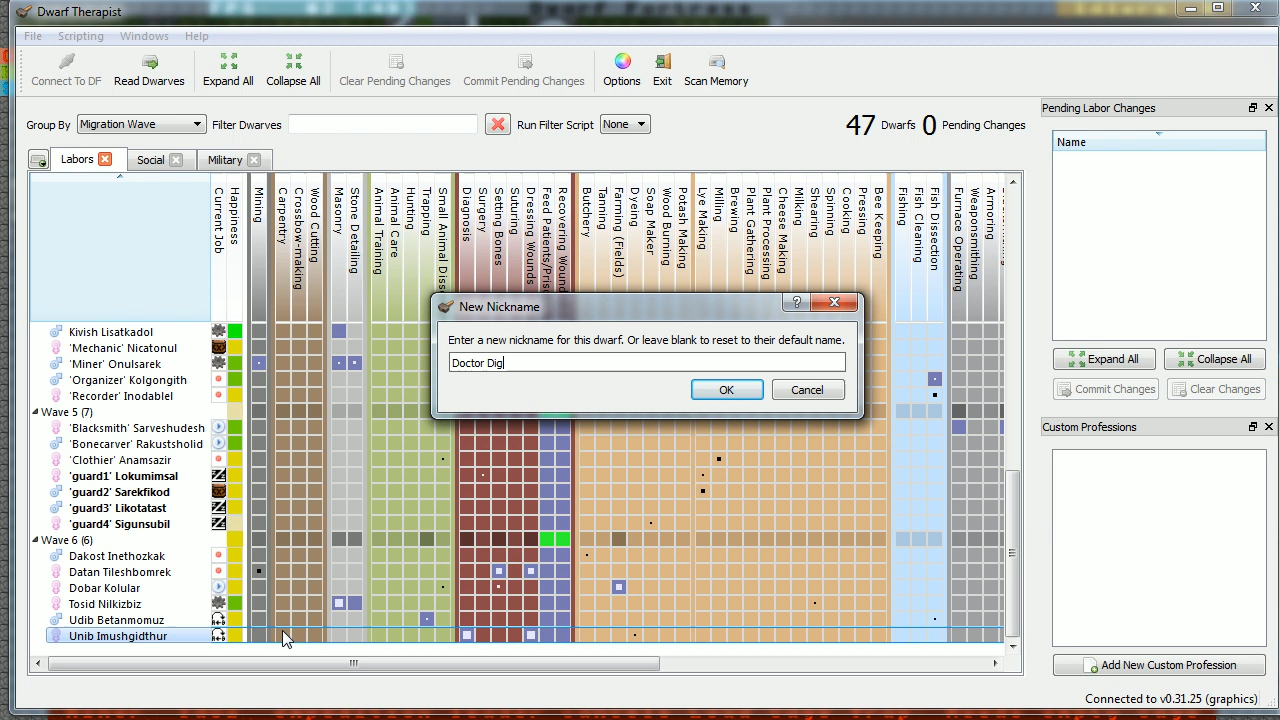 Dwarf Therapist
File Scripting Windows Help
Connect To DF Read Dwarves Expand All Collapse All Clear Pending Changes Commit Pending Changes Options Exit Scan Memory
Group By Migration Wave Filter Dwarves Run Filter Script None 47 Dwarfs 0 Pending Changes
Labors Social Military
Current Job
Happiness
Mining
Carpentry
Crossbow-making
Wood Cutting
Masonry
Stone Detailing
Animal Training
Animal Care
Hunting
Trapping
Small Animal Diss
Diagnosis
Surgery
Setting Bones
Suturing
Dressing Wounds
Feed Patients/Pris
Recovering Wound
Butchery
Tanning
Farming (Fields)
Dyeing
Soap Maker
Wood Burning
Potash Making
Lye Making
Milling
Brewing
Plant Gathering
Plant Processing
Cheese Making
Milking
Shearing
Spinning
Cooking
Pressing
Bee Keeping
Fishing
Fish Cleaning
Fish Dissection
Furnace Operating
Weaponsmithing
Armoring
Kivish Lisatkadol
'Mechanic' Nicatonul
'Miner' Onulsarek
'Organizer' Kolgongith
'Recorder' Inodablel
Wave 5 (7)
'Blacksmith' Sarveshudesh
'Bonecarver' Rakustsholid
'Clothier' Anamsazir
'guard1' Lokumimsal
'guard2' Sarekfikod
'guard3' Likotatast
'guard4' Sigunsubil
Wave 6 (6)
Dakost Inethozkak
Datan Tileshbomrek
Dobar Kolular
Tosid Nilkizbiz
Udib Betanmomuz
Unib Imushgidthur
New Nickname
Enter a new nickname for this dwarf. Or leave blank to reset to their default name.
Doctor Dig
OK Cancel
Pending Labor Changes
Name
Expand All Collapse All
Commit Changes Clear Changes
Custom Professions
Add New Custom Profession
Connected to v0.31.25 (graphics)